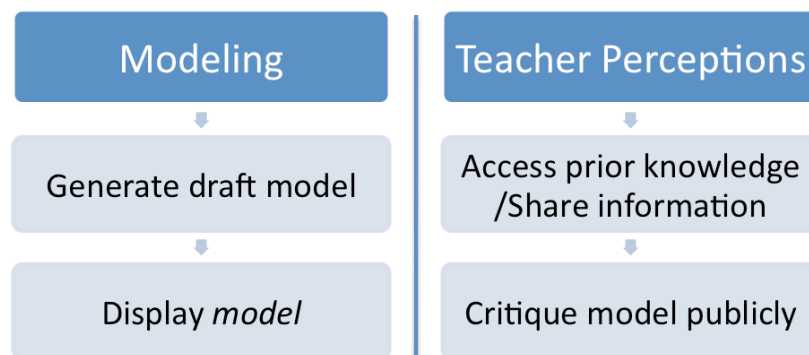 Modeling
Generate draft model
Display model
Teacher Perceptions
Access prior knowledge
/Share information
Critique model publicly